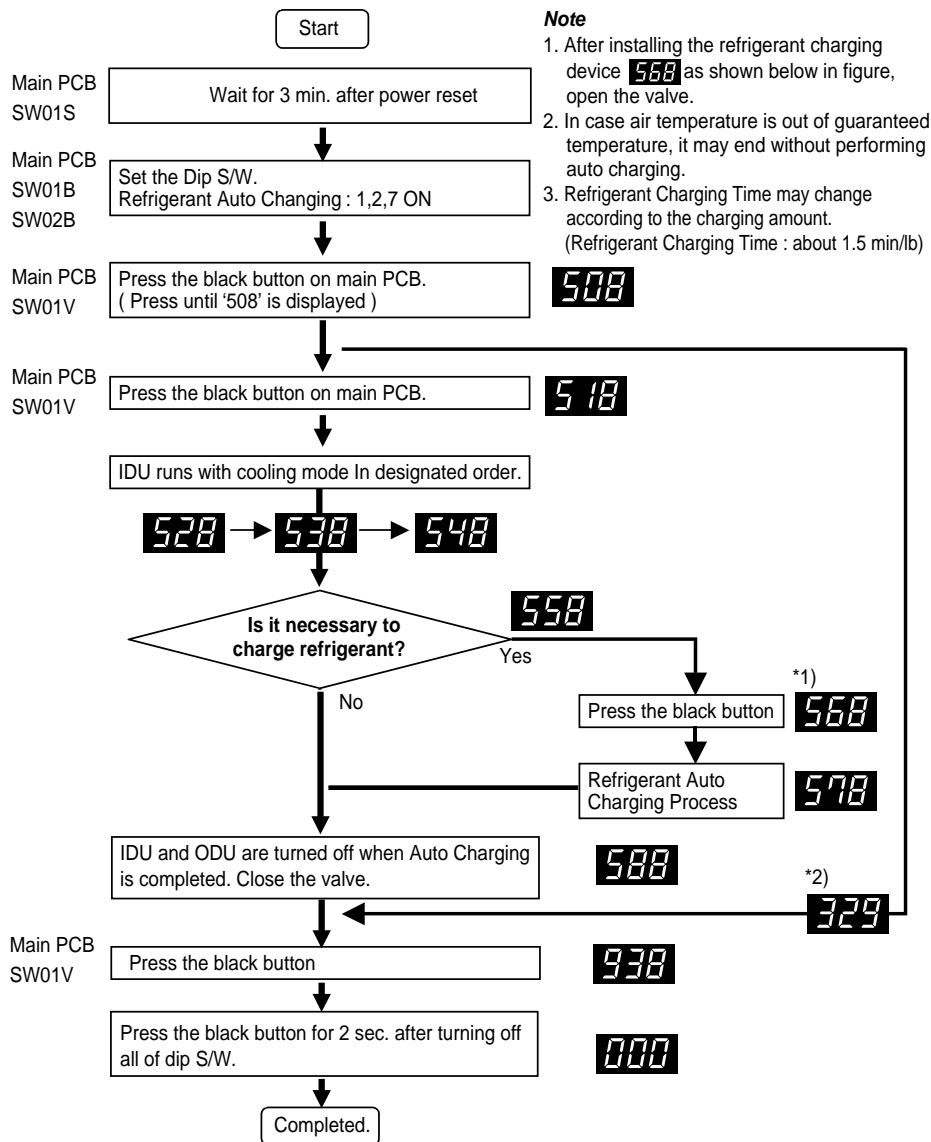 Start
Note
1. After installing the refrigerant charging
device 568 as shown below in figure,
open the valve.
2. In case air temperature is out of guaranteed
temperature, it may end without performing
auto charging.
3. Refrigerant Charging Time may change
according to the charging amount.
(Refrigerant Charging Time : about 1.5 min/lb)
Main PCB
SW01S
Wait for 3 min. after power reset
Main PCB
SW01B
SW02B
Set the Dip S/W.
Refrigerant Auto Changing : 1,2,7 ON
Main PCB
SW01V
Press the black button on main PCB.
( Press until ‘508’ is displayed )
508
Main PCB
SW01V
Press the black button on main PCB.
518
IDU runs with cooling mode In designated order.
528
538
548
Is it necessary to
charge refrigerant?
558
Yes
No
Press the black button
*1)
568
Refrigerant Auto
Charging Process
578
IDU and ODU are turned off when Auto Charging
is completed. Close the valve.
588
*2)
329
Main PCB
SW01V
Press the black button
938
Press the black button for 2 sec. after turning off
all of dip S/W.
000
Completed.